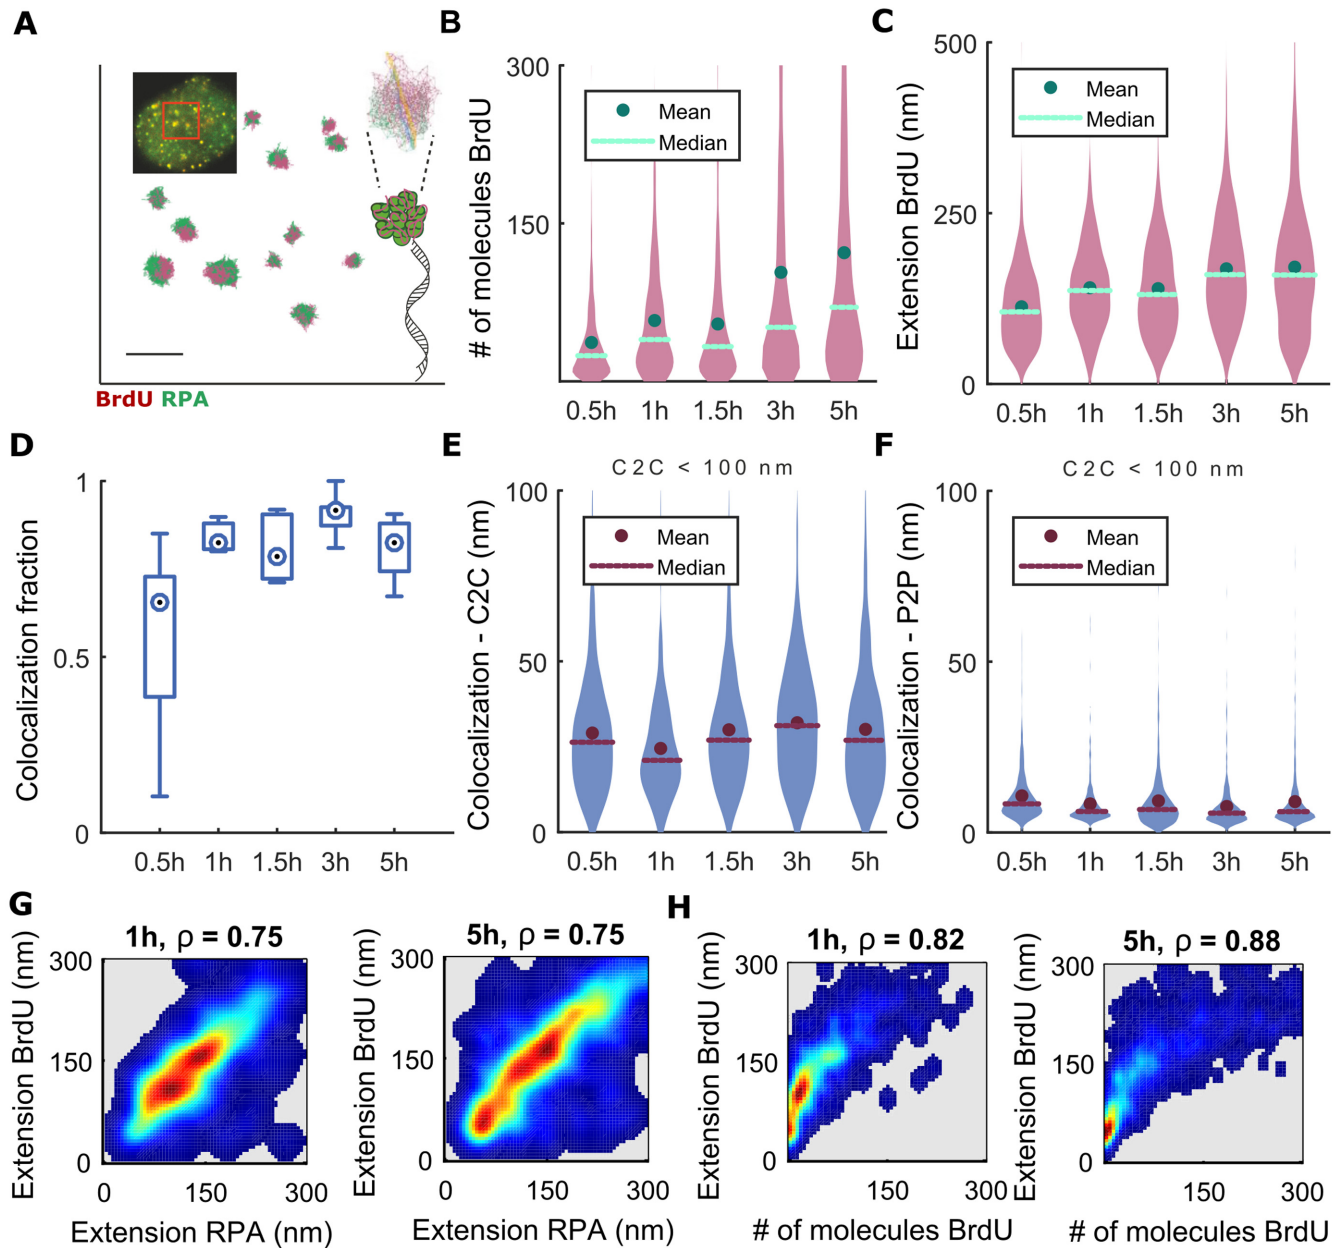 A
BrdU RPA
B
# of molecules BrdU
300
150
Mean
Median
0.5h 1h 1.5h 3h 5h
C
Extension BrdU (nm)
500
250
0
Mean
Median
0.5h 1h 1.5h 3h 5h
D
Colocalization fraction
1
0.5
0
0.5h 1h 1.5h 3h 5h
E
C2C < 100 nm
Colocalization - C2C (nm)
100
50
0
Mean
Median
0.5h 1h 1.5h 3h 5h
F
C2C < 100 nm
Colocalization - P2P (nm)
100
50
0
Mean
Median
0.5h 1h 1.5h 3h 5h
G
1h, ρ = 0.75
Extension BrdU (nm)
300
150
0
0 150 300
Extension RPA (nm)
5h, ρ = 0.75
Extension BrdU (nm)
300
150
0
0 150 300
Extension RPA (nm)
H
1h, ρ = 0.82
Extension BrdU (nm)
300
150
0
150 300
# of molecules BrdU
5h, ρ = 0.88
Extension BrdU (nm)
300
150
0
150 300
# of molecules BrdU